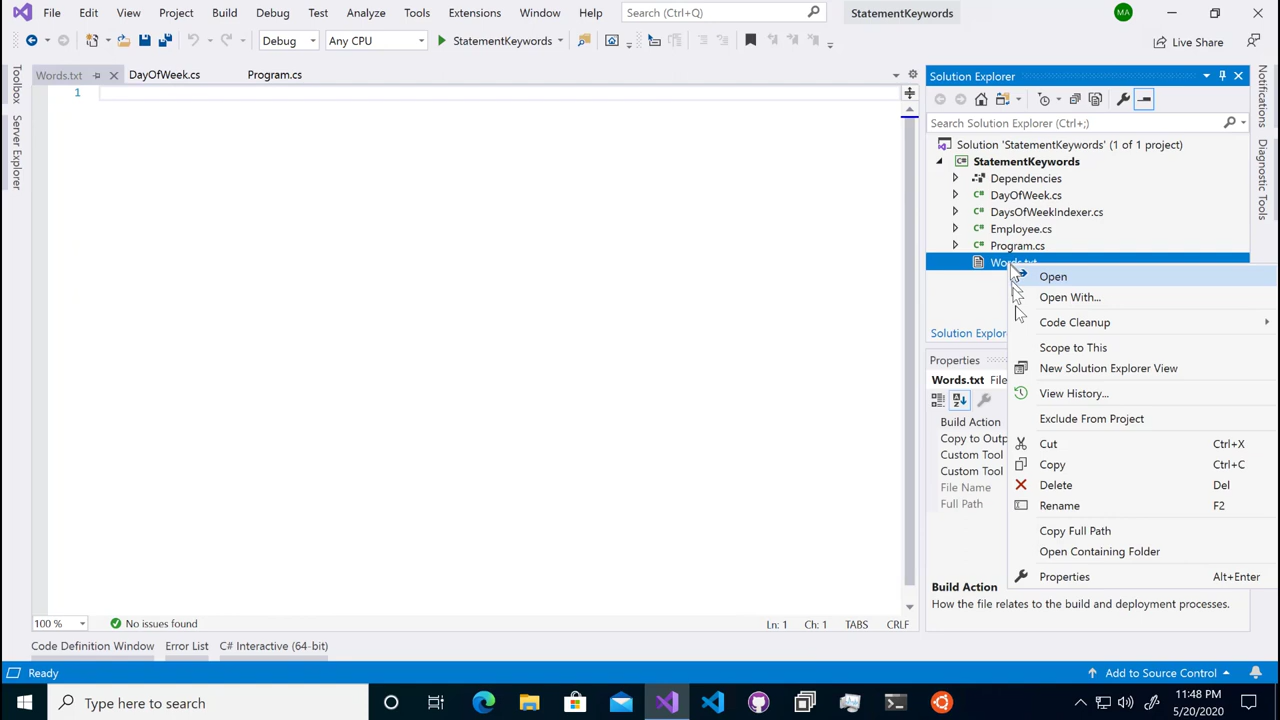 File Edit View Project Build Debug Test Analyze Tools Extensions Window Help Search (Ctrl+Q) StatementKeywords MA
Debug Any CPU StatementKeywords Live Share
Words.txt DayOfWeek.cs Program.cs
1
Toolbox
Server Explorer
100 % No issues found Ln: 1 Ch: 1 TABS CRLF
Code Definition Window Error List C# Interactive (64-bit)
Solution Explorer
Search Solution Explorer (Ctrl+;)
Solution 'StatementKeywords' (1 of 1 project)
StatementKeywords
Dependencies
DayOfWeek.cs
DaysOfWeekIndexer.cs
Employee.cs
Program.cs
Words.txt
Solution Explor
Properties
Words.txt File
Build Action
Copy to Outp
Custom Tool
Custom Tool
File Name
Full Path
Build Action
How the file relates to the build and deployment processes.
Open
Open With...
Code Cleanup
Scope to This
New Solution Explorer View
View History...
Exclude From Project
Cut Ctrl+X
Copy Ctrl+C
Delete Del
Rename F2
Copy Full Path
Open Containing Folder
Properties Alt+Enter
Notifications
Diagnostic Tools
Ready Add to Source Control
Type here to search
11:48 PM
5/20/2020